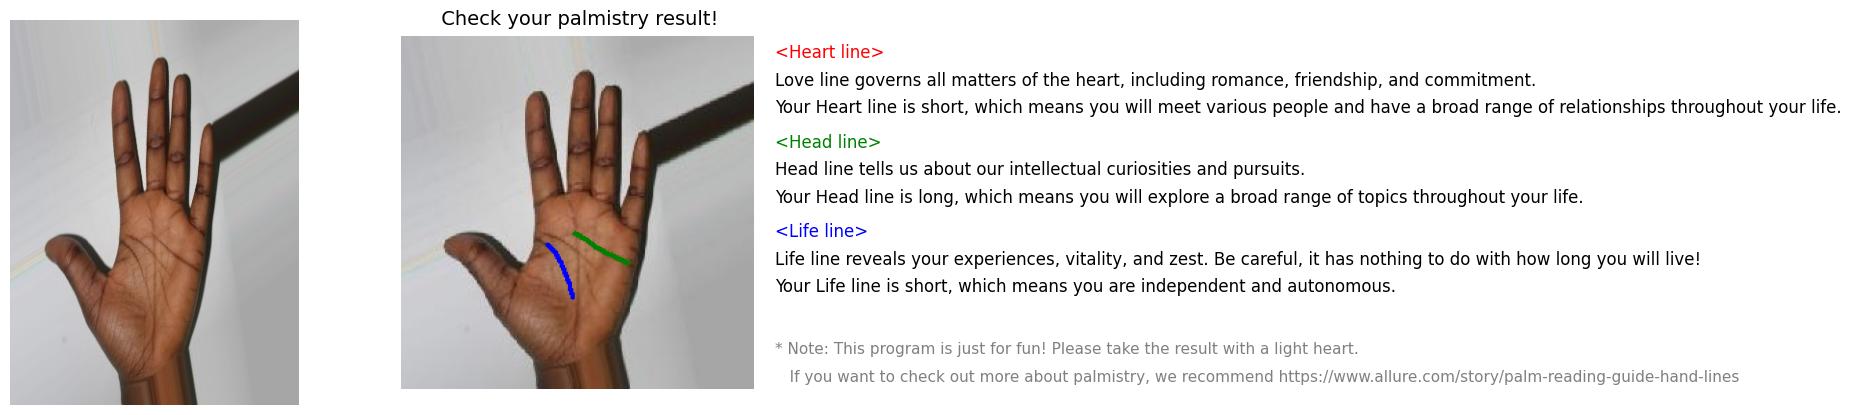 Check your palmistry result!
<Heart line>
Love line governs all matters of the heart, including romance, friendship, and commitment.
Your Heart line is short, which means you will meet various people and have a broad range of relationships throughout your life.
<Head line>
Head line tells us about our intellectual curiosities and pursuits.
Your Head line is long, which means you will explore a broad range of topics throughout your life.
<Life line>
Life line reveals your experiences, vitality, and zest. Be careful, it has nothing to do with how long you will live!
Your Life line is short, which means you are independent and autonomous.
* Note: This program is just for fun! Please take the result with a light heart.
If you want to check out more about palmistry, we recommend https://www.allure.com/story/palm-reading-guide-hand-lines